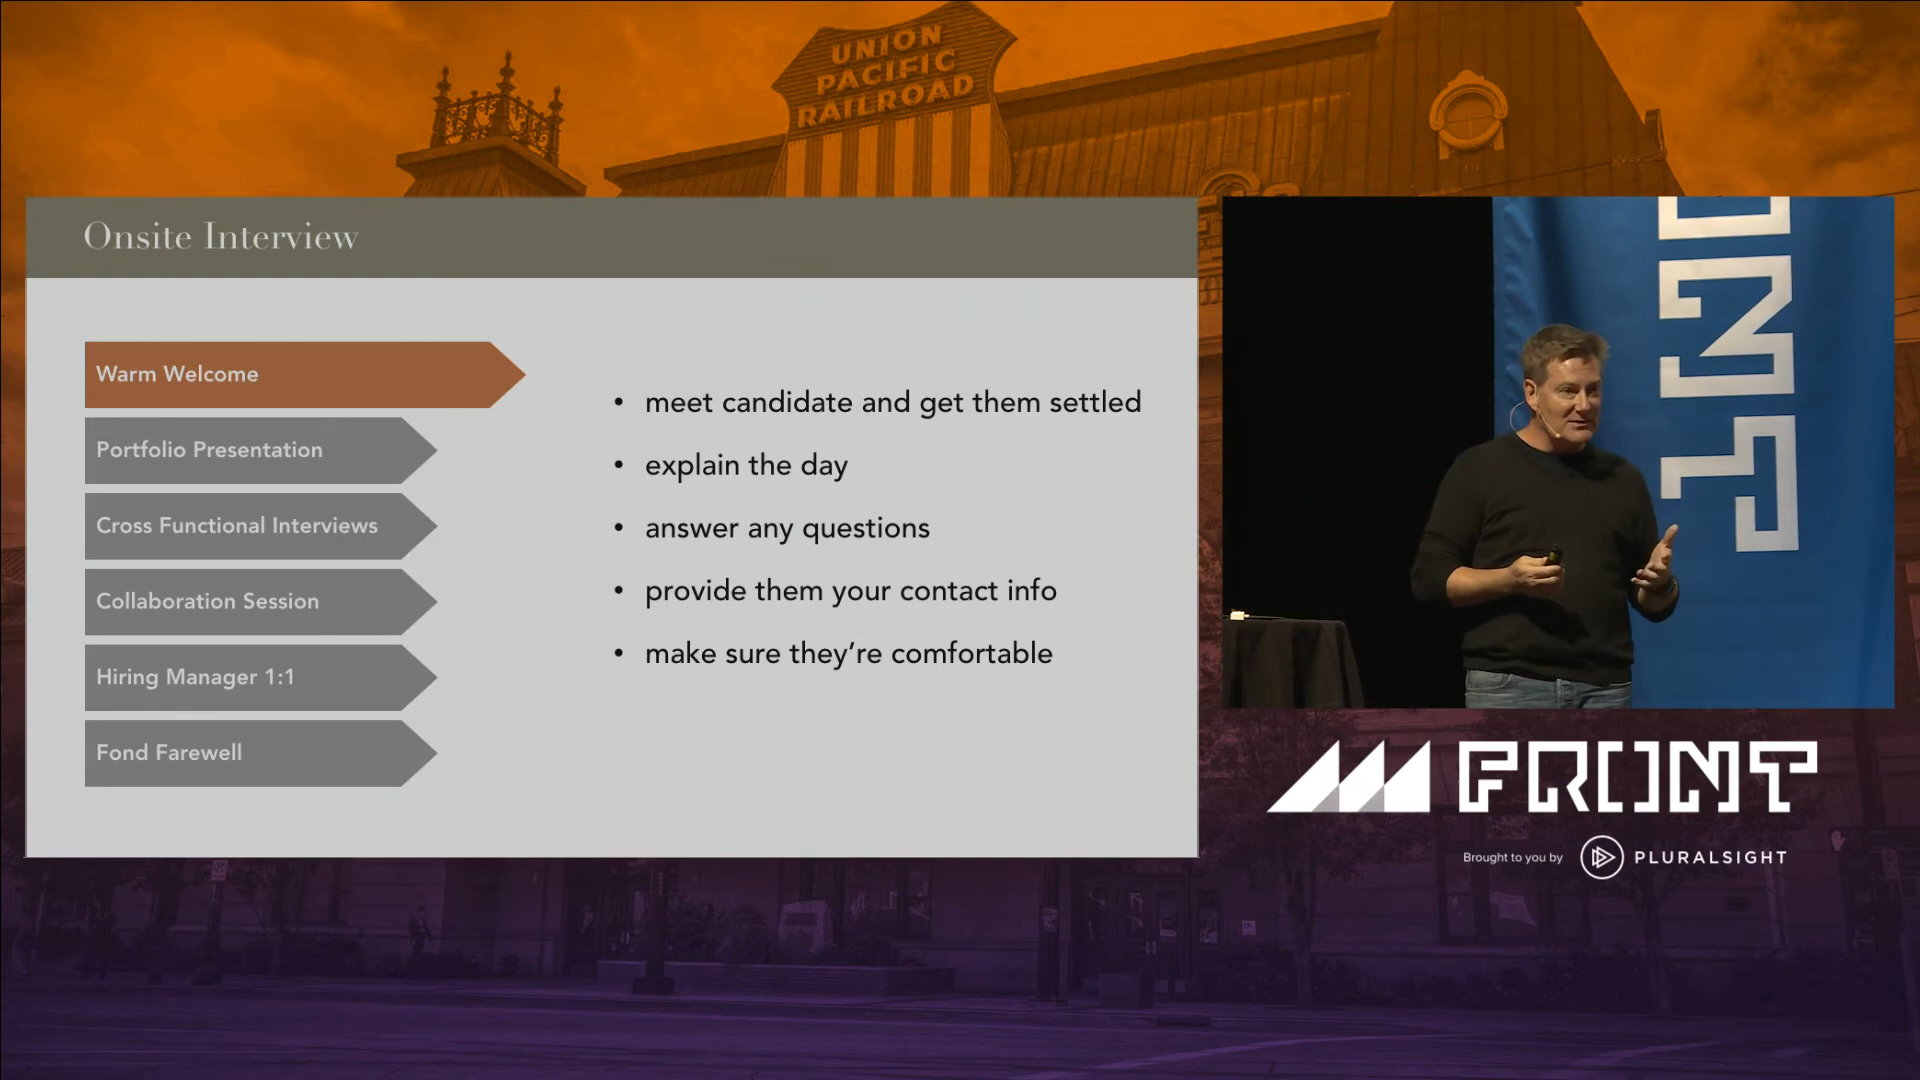 UNION
PACIFIC
RAILROAD
Onsite Interview
Warm Welcome
Portfolio Presentation
Cross Functional Interviews
Collaboration Session
Hiring Manager 1:1
Fond Farewell
• meet candidate and get them settled
• explain the day
• answer any questions
• provide them your contact info
• make sure they’re comfortable
ONT
FRONT
Brought to you by PLURALSIGHT